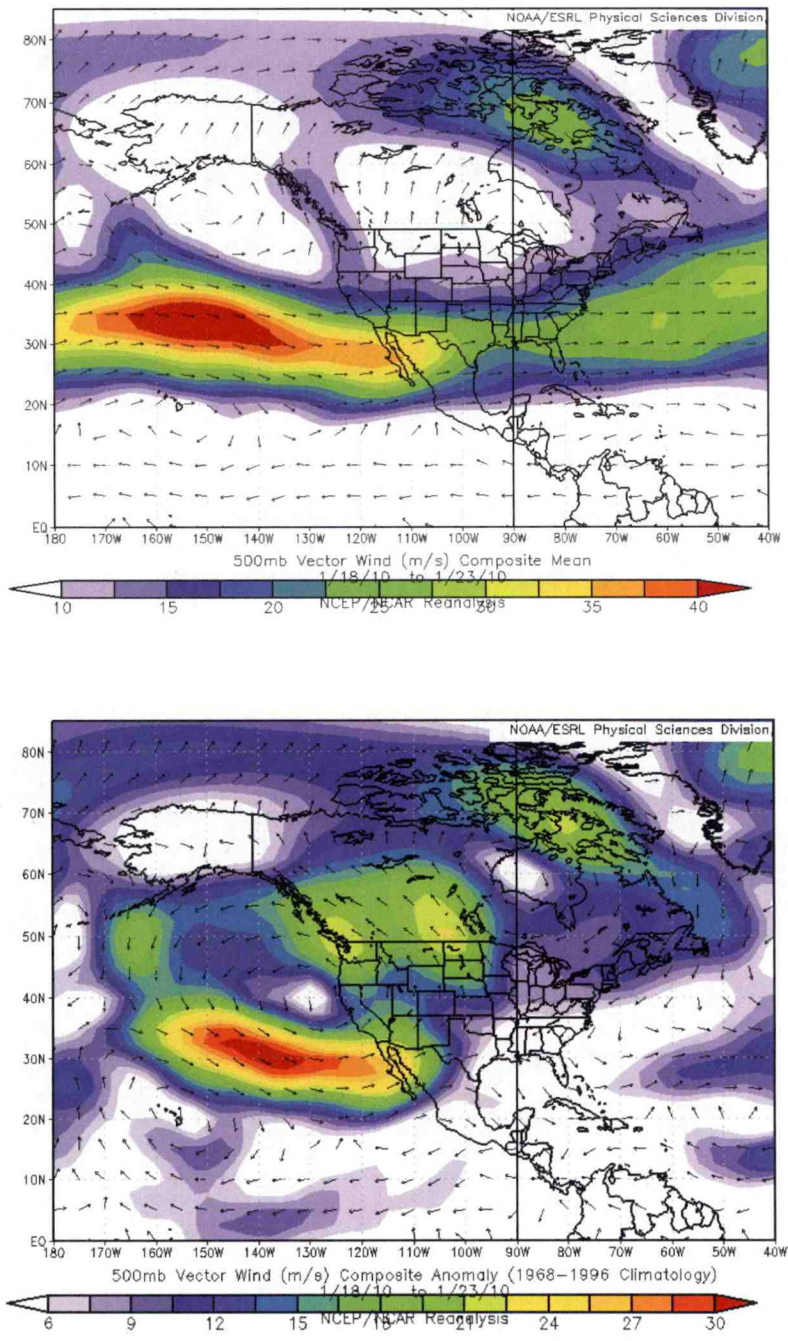 NOAA/ESRL Physical Sciences Division
80N
70N
60N
50N
40N
30N
20N
10N
EQ
180 170W 160W 150W 140W 130W 120W 110W 100W 90W 80W 70W 60W 50W 40W
500mb Vector Wind (m/s) Composite Mean
1/18/10 to 1/23/10
NCEP/NCAR Reanalysis
10 15 20 25 30 35 40
NOAA/ESRL Physical Sciences Division
80N
70N
60N
50N
40N
30N
20N
10N
EQ
180 170W 160W 150W 140W 130W 120W 110W 100W 90W 80W 70W 60W 50W 40W
500mb Vector Wind (m/s) Composite Anomaly (1968-1996 Climatology)
1/18/10 to 1/23/10
NCEP/NCAR Reanalysis
6 9 12 15 18 21 24 27 30